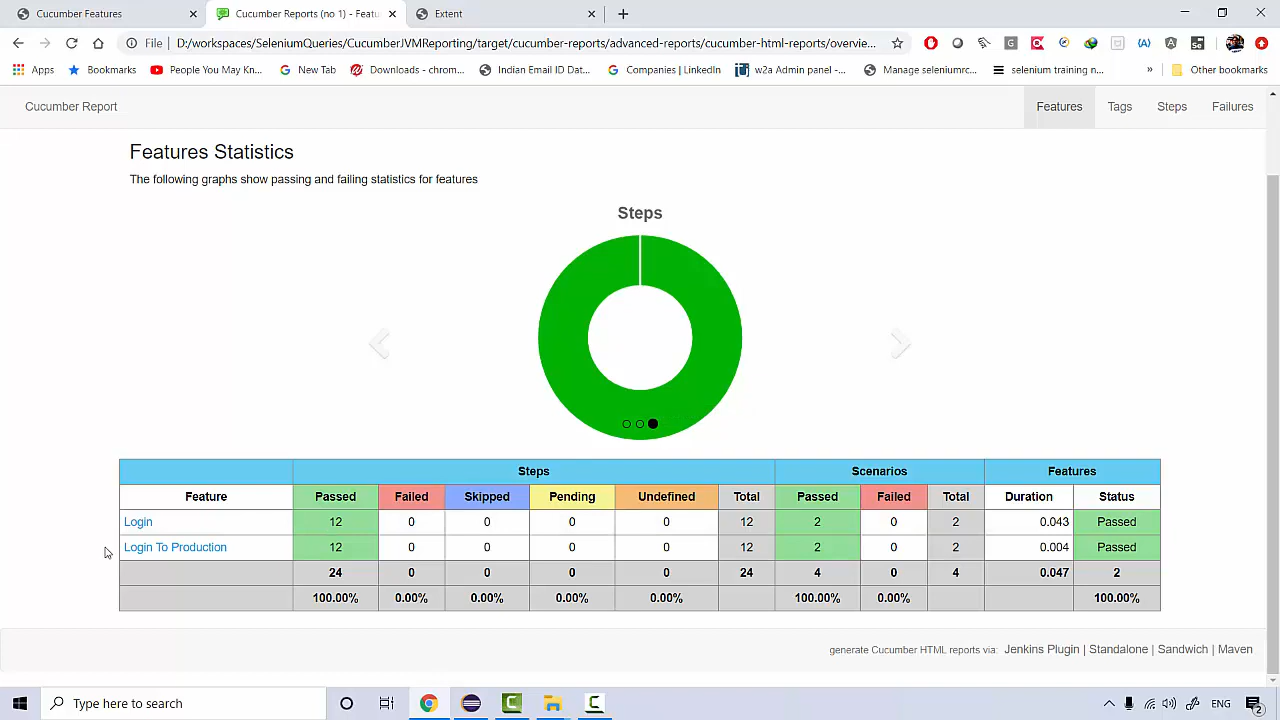 Cucumber Features
Cucumber Reports (no 1) - Featu
Extent
File | D:/workspaces/SeleniumQueries/CucumberJVMReporting/target/cucumber-reports/advanced-reports/cucumber-html-reports/overvie...
Apps Bookmarks People You May Kn... New Tab Downloads - chrom... Indian Email ID Dat... Companies | LinkedIn w2a Admin panel -... Manage seleniumrc... selenium training n... » Other bookmarks
Cucumber Report Features Tags Steps Failures
Features Statistics
The following graphs show passing and failing statistics for features
Steps
Steps Scenarios Features
Feature Passed Failed Skipped Pending Undefined Total Passed Failed Total Duration Status
Login 12 0 0 0 0 12 2 0 2 0.043 Passed
Login To Production 12 0 0 0 0 12 2 0 2 0.004 Passed
24 0 0 0 0 24 4 0 4 0.047 2
100.00% 0.00% 0.00% 0.00% 0.00% 100.00% 0.00% 100.00%
generate Cucumber HTML reports via: Jenkins Plugin | Standalone | Sandwich | Maven
Type here to search ENG 2